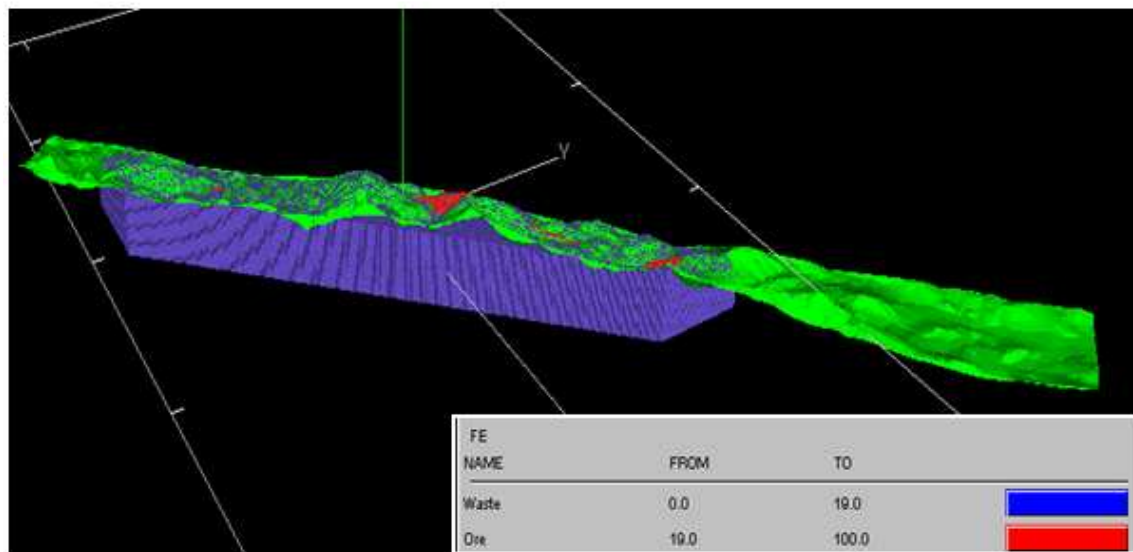 Y
FE
NAME FROM TO
Waste 0.0 19.0
Ore 19.0 100.0